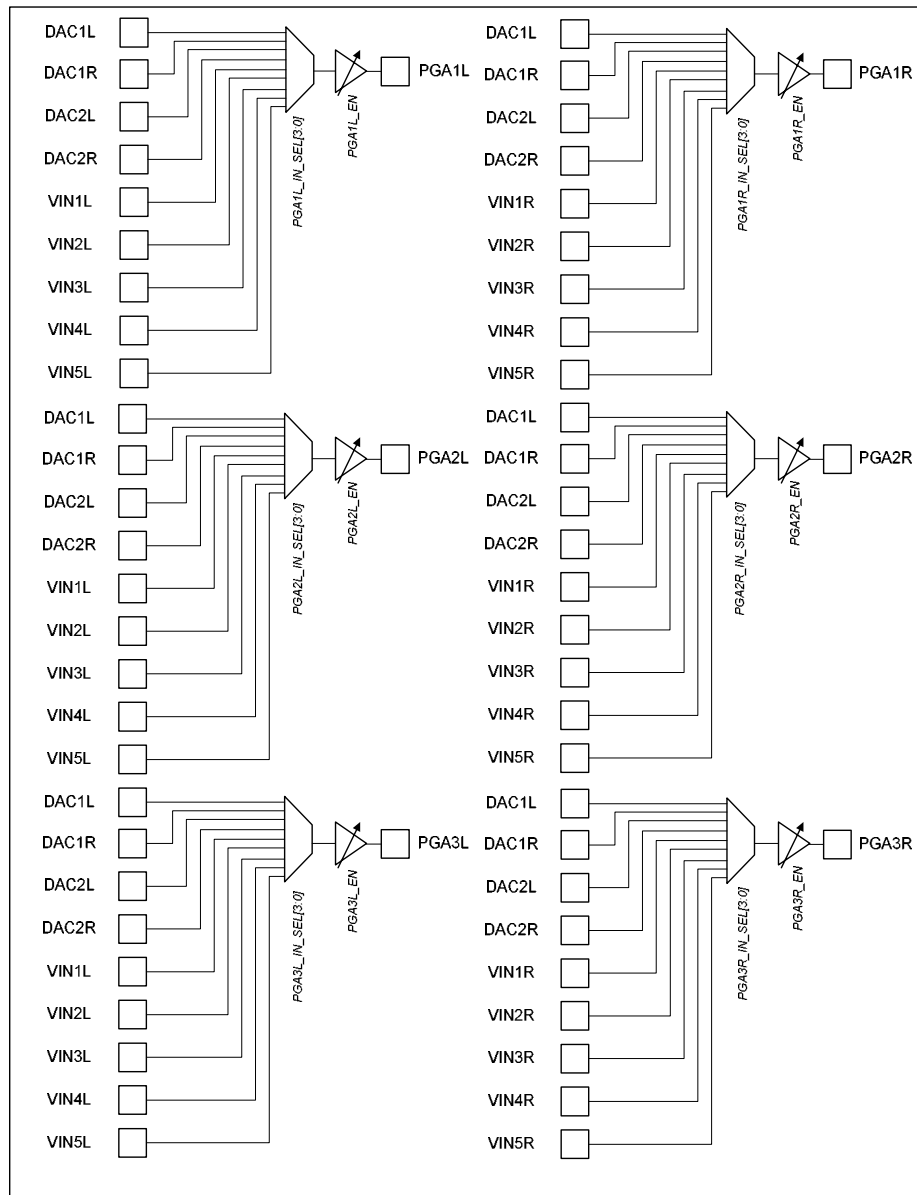 DAC1L
DAC1R
DAC2L
DAC2R
VIN1L
VIN2L
VIN3L
VIN4L
VIN5L
PGA1L_IN_SEL[3:0]
PGA1L_EN
PGA1L
DAC1L
DAC1R
DAC2L
DAC2R
VIN1R
VIN2R
VIN3R
VIN4R
VIN5R
PGA1R_IN_SEL[3:0]
PGA1R_EN
PGA1R
DAC1L
DAC1R
DAC2L
DAC2R
VIN1L
VIN2L
VIN3L
VIN4L
VIN5L
PGA2L_IN_SEL[3:0]
PGA2L_EN
PGA2L
DAC1L
DAC1R
DAC2L
DAC2R
VIN1R
VIN2R
VIN3R
VIN4R
VIN5R
PGA2R_IN_SEL[3:0]
PGA2R_EN
PGA2R
DAC1L
DAC1R
DAC2L
DAC2R
VIN1L
VIN2L
VIN3L
VIN4L
VIN5L
PGA3L_IN_SEL[3:0]
PGA3L_EN
PGA3L
DAC1L
DAC1R
DAC2L
DAC2R
VIN1R
VIN2R
VIN3R
VIN4R
VIN5R
PGA3R_IN_SEL[3:0]
PGA3R_EN
PGA3R